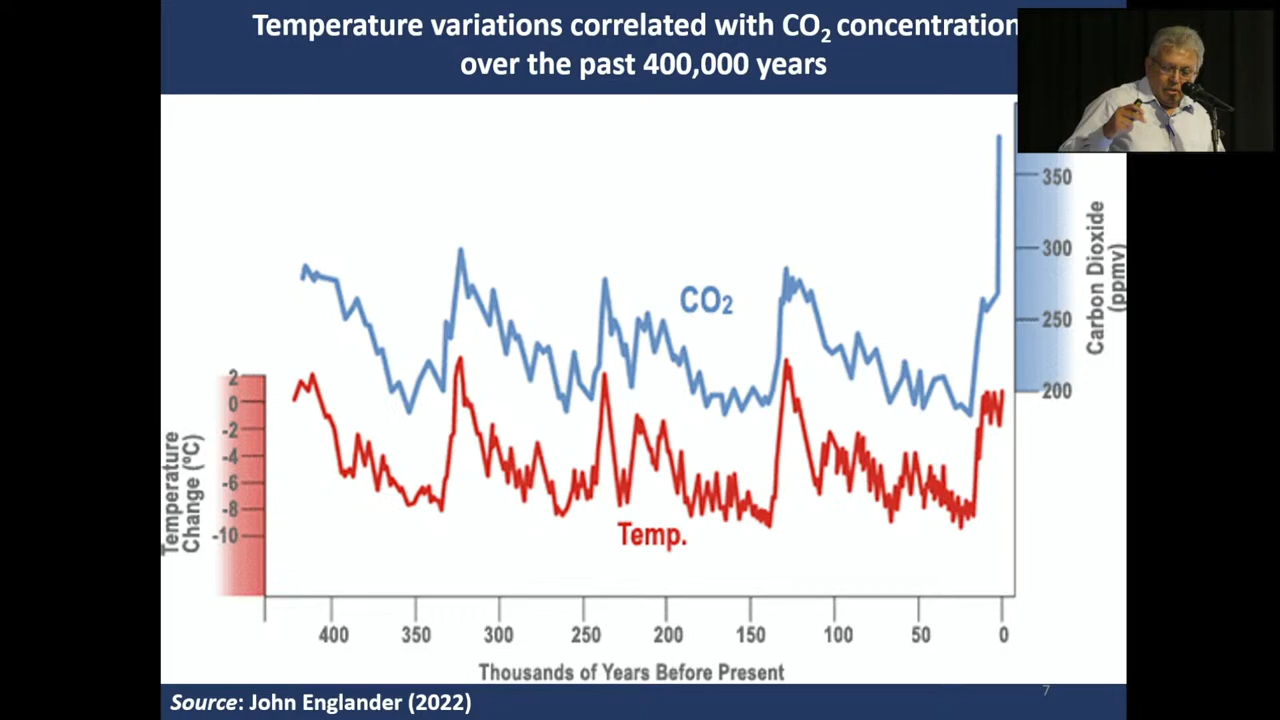 Temperature variations correlated with CO₂ concentration
over the past 400,000 years
350
300
250
200
Carbon Dioxide
(ppmv)
CO₂
2
0
-2
-4
-6
-8
-10
Temperature
Change (°C)
Temp.
400 350 300 250 200 150 100 50 0
Thousands of Years Before Present
Source: John Englander (2022)
7